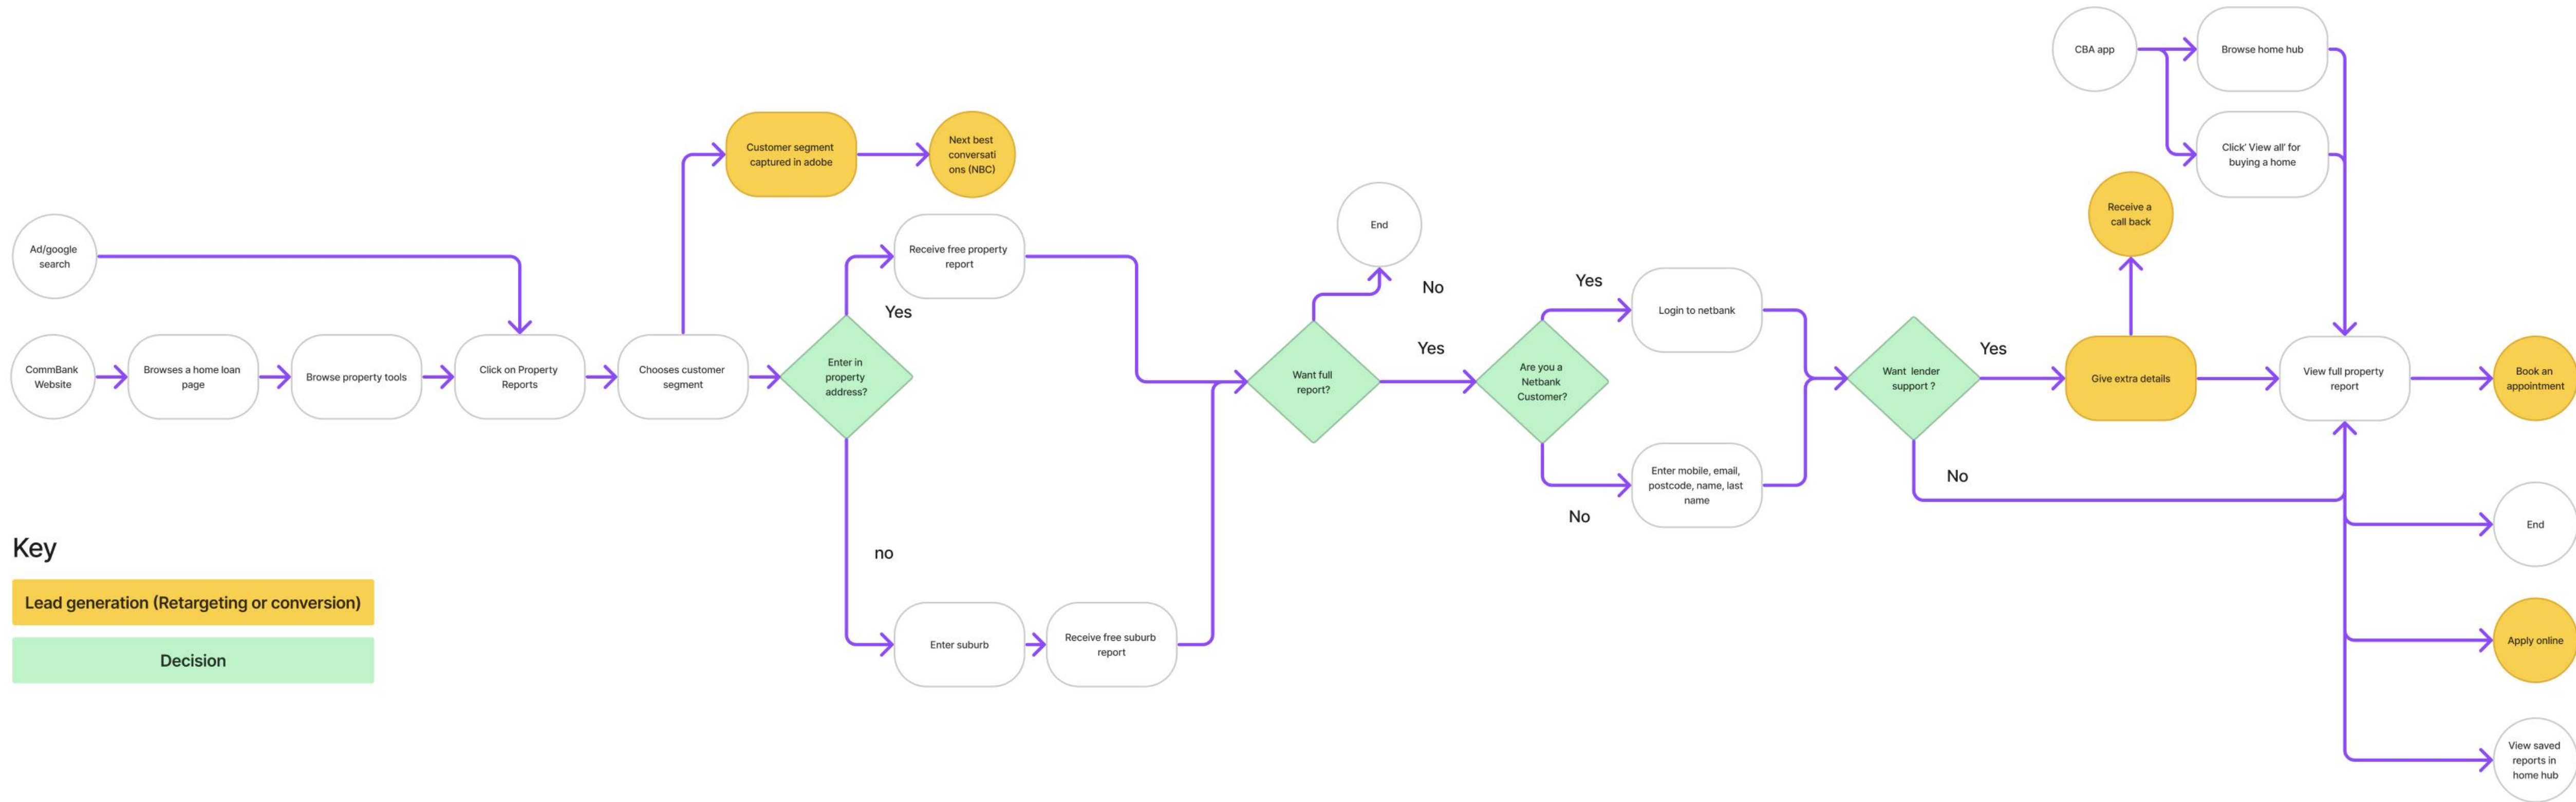 CBA app
Browse home hub
Click' View all' for
buying a home
Customer segment
captured in adobe
Next best
conversati
ons (NBC)
Receive a
call back
Ad/google
search
Receive free property
report
End
No
Yes
Yes
Login to netbank
CommBank
Website
Browses a home loan
page
Browse property tools
Click on Property
Reports
Chooses customer
segment
Enter in
property
address?
Want full
report?
Yes
Are you a
Netbank
Customer?
Want lender
support ?
Yes
Give extra details
View full property
report
Book an
appointment
Enter mobile, email,
postcode, name, last
name
No
No
no
End
Key
Lead generation (Retargeting or conversion)
Decision
Enter suburb
Receive free suburb
report
Apply online
View saved
reports in
home hub